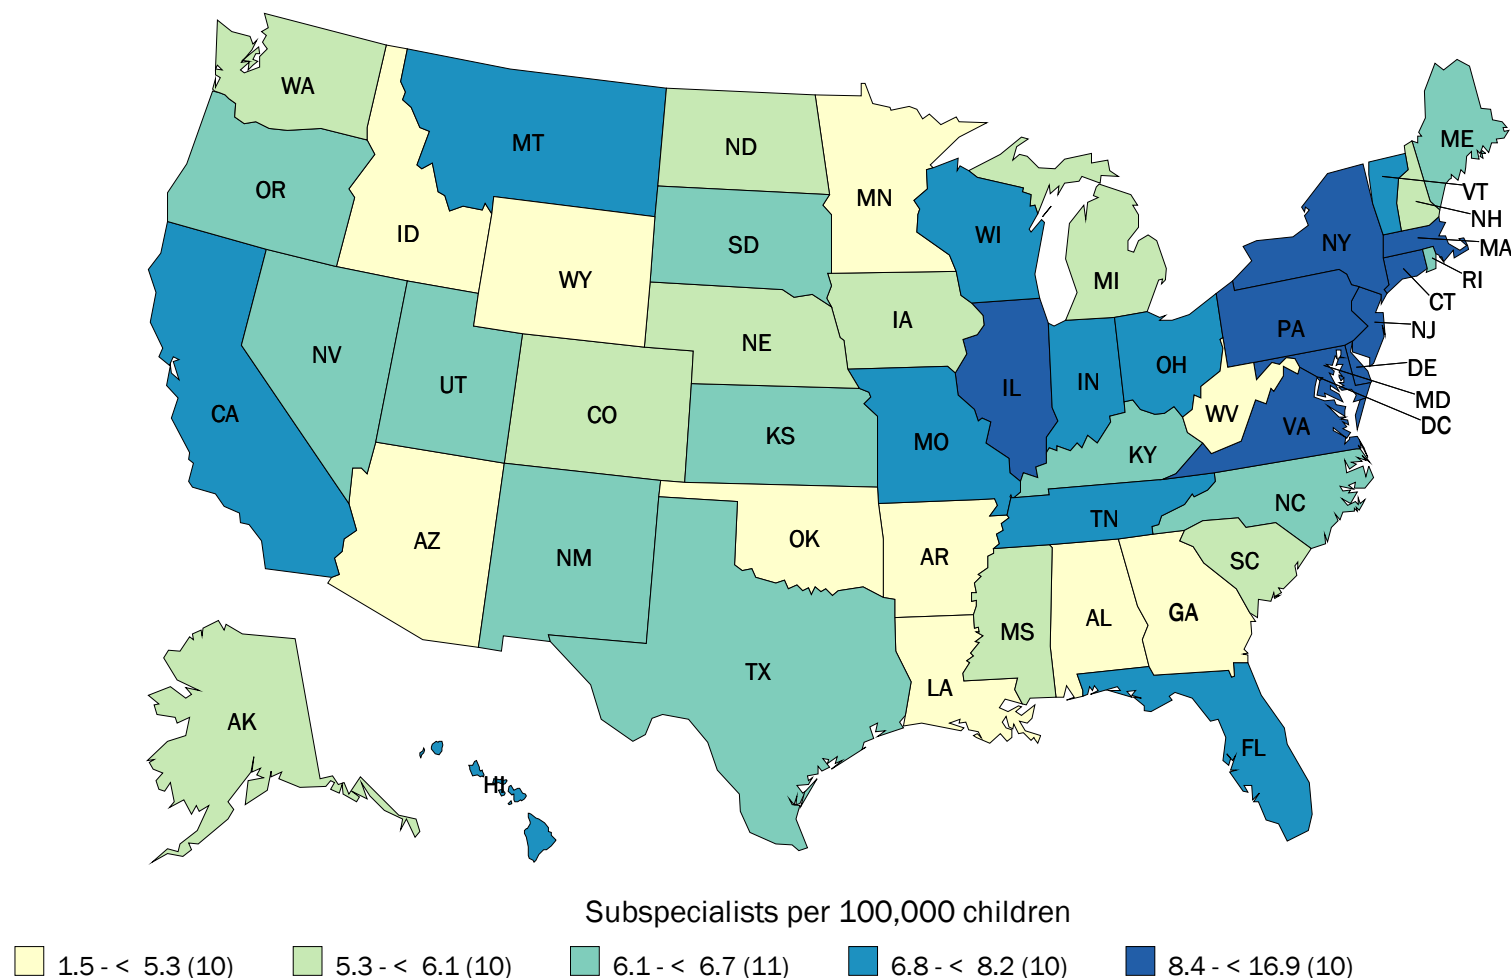 WA
MT
ND
MN
ME
OR
ID
SD
WI
VT
NH
MA
NY
RI
WY
MI
CT
IA
PA
NJ
NE
NV
UT
OH
DE
IN
IL
MD
CO
WV
DC
CA
VA
KS
MO
KY
NC
TN
AZ
OK
NM
AR
SC
GA
AL
MS
TX
LA
AK
FL
HI
Subspecialists per 100,000 children
1.5 - < 5.3 (10)
5.3 - < 6.1 (10)
6.1 - < 6.7 (11)
6.8 - < 8.2 (10)
8.4 - < 16.9 (10)